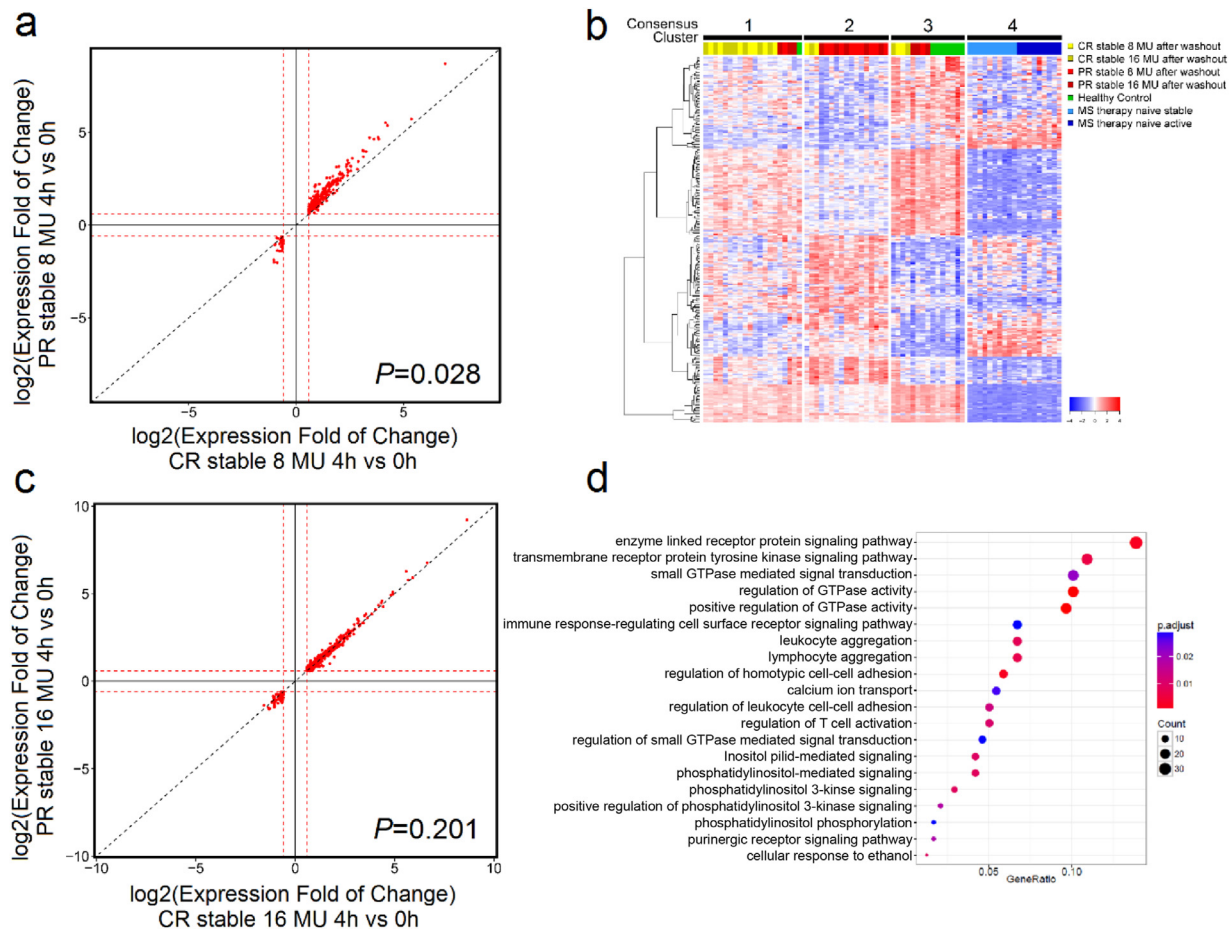 a
log2(Expression Fold of Change)
PR stable 8 MU 4h vs 0h
5
0
−5
P=0.028
−5
0
5
log2(Expression Fold of Change)
CR stable 8 MU 4h vs 0h
b
Consensus
Cluster
1
2
3
4
CR stable 8 MU after washout
CR stable 16 MU after washout
PR stable 8 MU after washout
PR stable 16 MU after washout
Healthy Control
MS therapy naive stable
MS therapy naive active
-4 -2 0 2 4
c
log2(Expression Fold of Change)
PR stable 16 MU 4h vs 0h
10
5
0
−5
−10
P=0.201
−10
−5
0
5
10
log2(Expression Fold of Change)
CR stable 16 MU 4h vs 0h
d
enzyme linked receptor protein signaling pathway
transmembrane receptor protein tyrosine kinase signaling pathway
small GTPase mediated signal transduction
regulation of GTPase activity
positive regulation of GTPase activity
immune response-regulating cell surface receptor signaling pathway
leukocyte aggregation
lymphocyte aggregation
regulation of homotypic cell-cell adhesion
calcium ion transport
regulation of leukocyte cell-cell adhesion
regulation of T cell activation
regulation of small GTPase mediated signal transduction
Inositol pilid-mediated signaling
phosphatidylinositol-mediated signaling
phosphatidylinositol 3-kinse signaling
positive regulation of phosphatidylinositol 3-kinase signaling
phosphatidylinositol phosphorylation
purinergic receptor signaling pathway
cellular response to ethanol
0.05
0.10
GeneRatio
p.adjust
0.02
0.01
Count
10
20
30